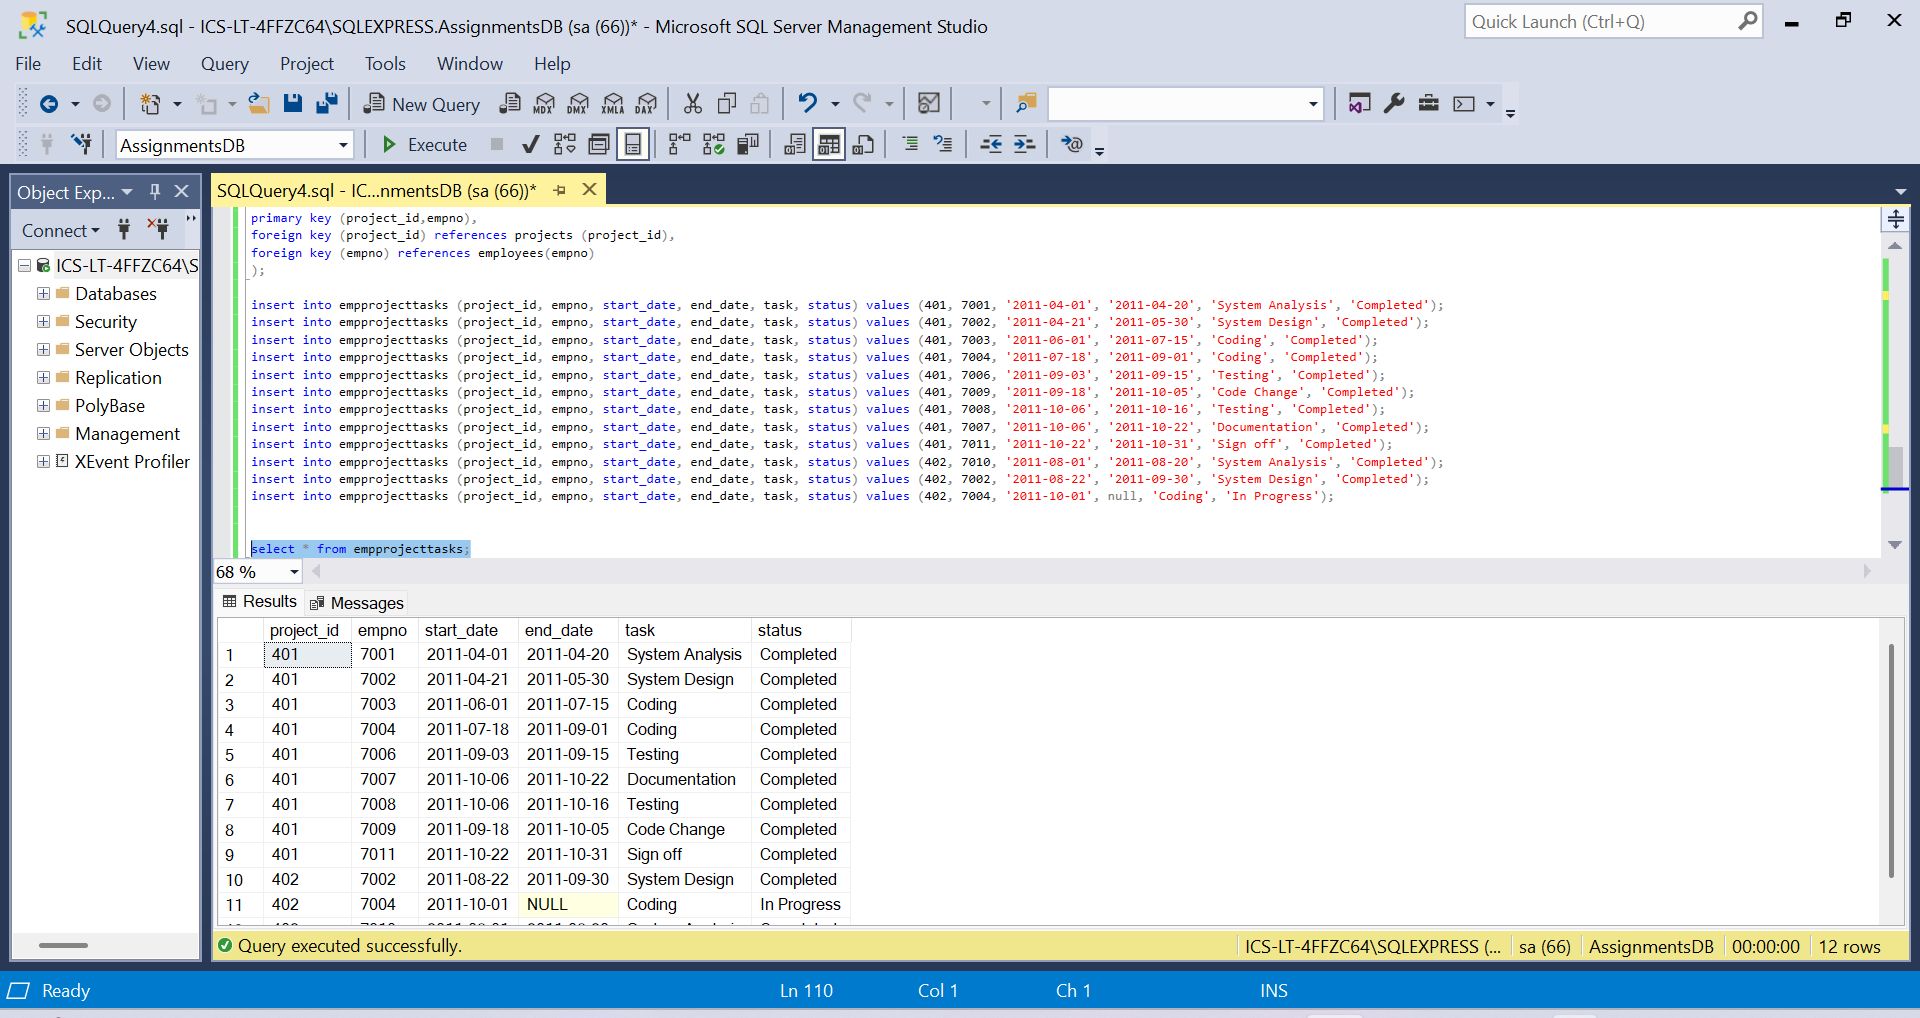 SQLQuery4.sql - ICS-LT-4FFZC64\SQLEXPRESS.AssignmentsDB (sa (66))* - Microsoft SQL Server Management Studio
Quick Launch (Ctrl+Q)
File Edit View Query Project Tools Window Help
New Query MDX DMX XMLA DAX
AssignmentsDB Execute
Object Exp...
SQLQuery4.sql - IC...nmentsDB (sa (66))*
Connect
ICS-LT-4FFZC64\S
Databases
Security
Server Objects
Replication
PolyBase
Management
XEvent Profiler
primary key (project_id,empno),
foreign key (project_id) references projects (project_id),
foreign key (empno) references employees(empno)
);
insert into empprojecttasks (project_id, empno, start_date, end_date, task, status) values (401, 7001, '2011-04-01', '2011-04-20', 'System Analysis', 'Completed');
insert into empprojecttasks (project_id, empno, start_date, end_date, task, status) values (401, 7002, '2011-04-21', '2011-05-30', 'System Design', 'Completed');
insert into empprojecttasks (project_id, empno, start_date, end_date, task, status) values (401, 7003, '2011-06-01', '2011-07-15', 'Coding', 'Completed');
insert into empprojecttasks (project_id, empno, start_date, end_date, task, status) values (401, 7004, '2011-07-18', '2011-09-01', 'Coding', 'Completed');
insert into empprojecttasks (project_id, empno, start_date, end_date, task, status) values (401, 7006, '2011-09-03', '2011-09-15', 'Testing', 'Completed');
insert into empprojecttasks (project_id, empno, start_date, end_date, task, status) values (401, 7009, '2011-09-18', '2011-10-05', 'Code Change', 'Completed');
insert into empprojecttasks (project_id, empno, start_date, end_date, task, status) values (401, 7008, '2011-10-06', '2011-10-16', 'Testing', 'Completed');
insert into empprojecttasks (project_id, empno, start_date, end_date, task, status) values (401, 7007, '2011-10-06', '2011-10-22', 'Documentation', 'Completed');
insert into empprojecttasks (project_id, empno, start_date, end_date, task, status) values (401, 7011, '2011-10-22', '2011-10-31', 'Sign off', 'Completed');
insert into empprojecttasks (project_id, empno, start_date, end_date, task, status) values (402, 7010, '2011-08-01', '2011-08-20', 'System Analysis', 'Completed');
insert into empprojecttasks (project_id, empno, start_date, end_date, task, status) values (402, 7002, '2011-08-22', '2011-09-30', 'System Design', 'Completed');
insert into empprojecttasks (project_id, empno, start_date, end_date, task, status) values (402, 7004, '2011-10-01', null, 'Coding', 'In Progress');
select * from empprojecttasks;
68 %
Results Messages
project_id empno start_date end_date task status
1 401 7001 2011-04-01 2011-04-20 System Analysis Completed
2 401 7002 2011-04-21 2011-05-30 System Design Completed
3 401 7003 2011-06-01 2011-07-15 Coding Completed
4 401 7004 2011-07-18 2011-09-01 Coding Completed
5 401 7006 2011-09-03 2011-09-15 Testing Completed
6 401 7007 2011-10-06 2011-10-22 Documentation Completed
7 401 7008 2011-10-06 2011-10-16 Testing Completed
8 401 7009 2011-09-18 2011-10-05 Code Change Completed
9 401 7011 2011-10-22 2011-10-31 Sign off Completed
10 402 7002 2011-08-22 2011-09-30 System Design Completed
11 402 7004 2011-10-01 NULL Coding In Progress
Query executed successfully.
ICS-LT-4FFZC64\SQLEXPRESS (... sa (66) AssignmentsDB 00:00:00 12 rows
Ready Ln 110 Col 1 Ch 1 INS